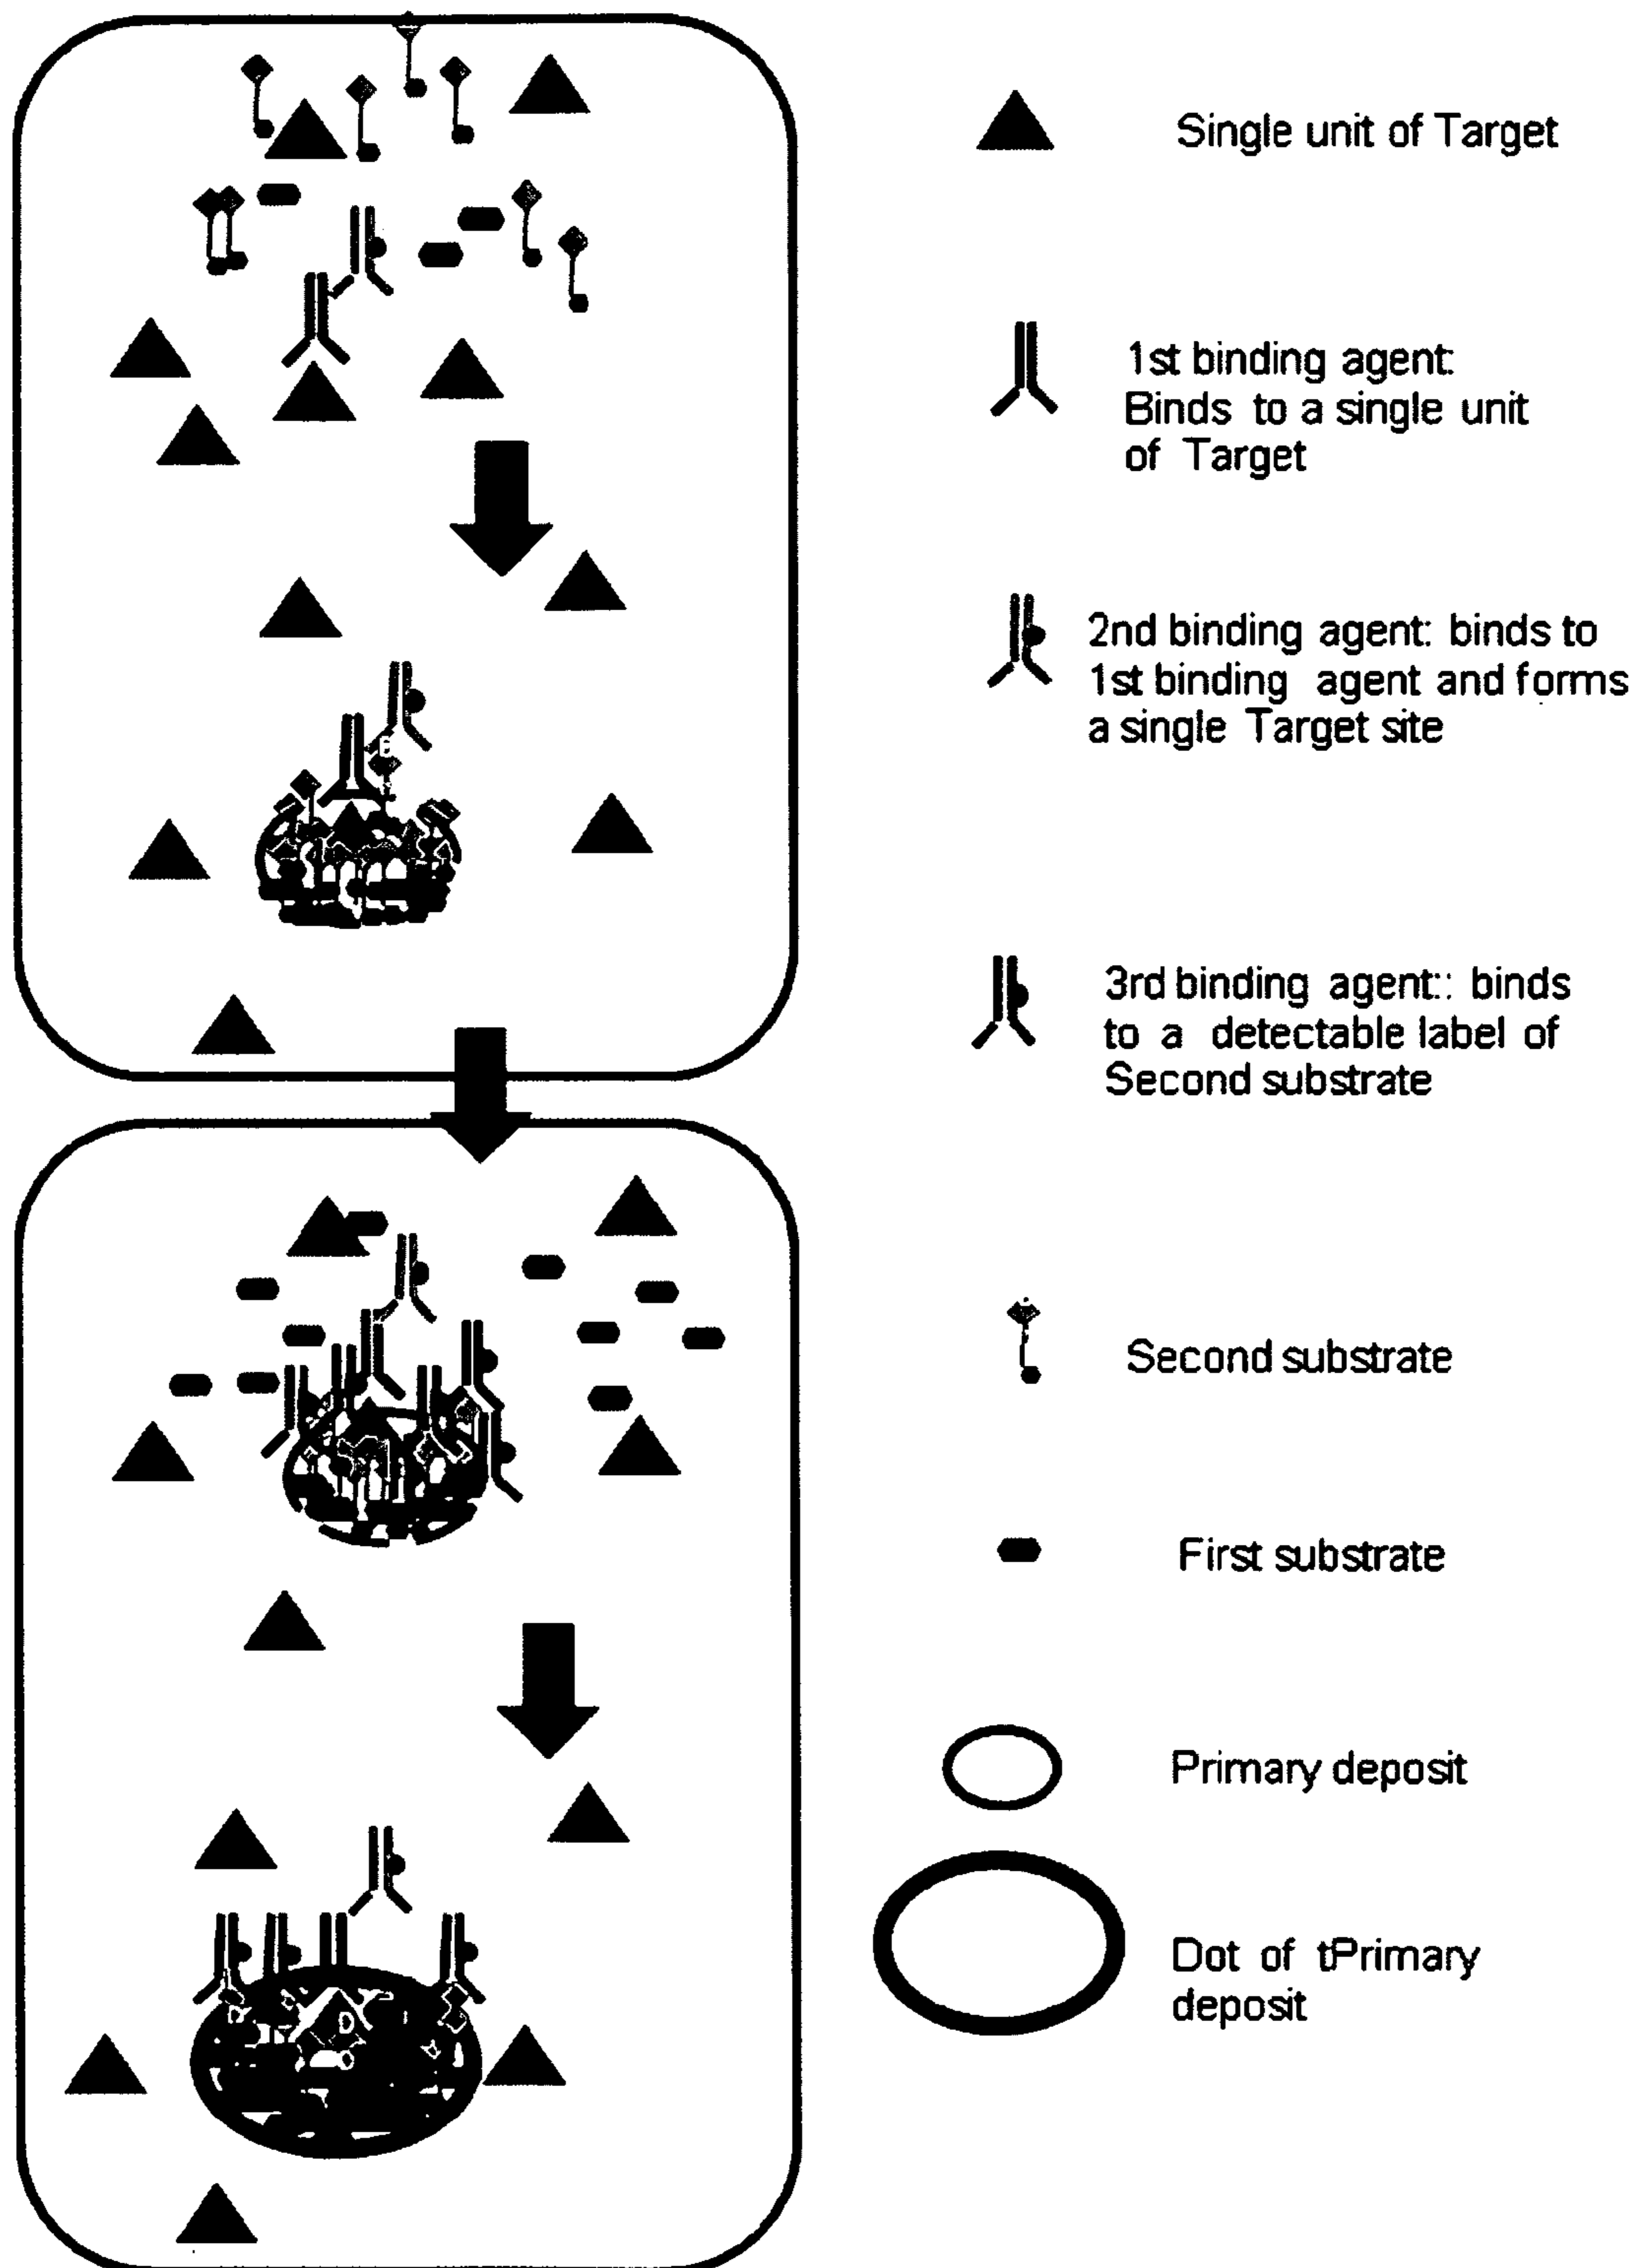 Single unit of Target
1st binding agent:
Binds to a single unit
of Target
2nd binding agent: binds to
1st binding agent and forms
a single Target site
3rd binding agent:: binds
to a detectable label of
Second substrate
Second substrate
First substrate
Primary deposit
Dot of tPrimary
deposit